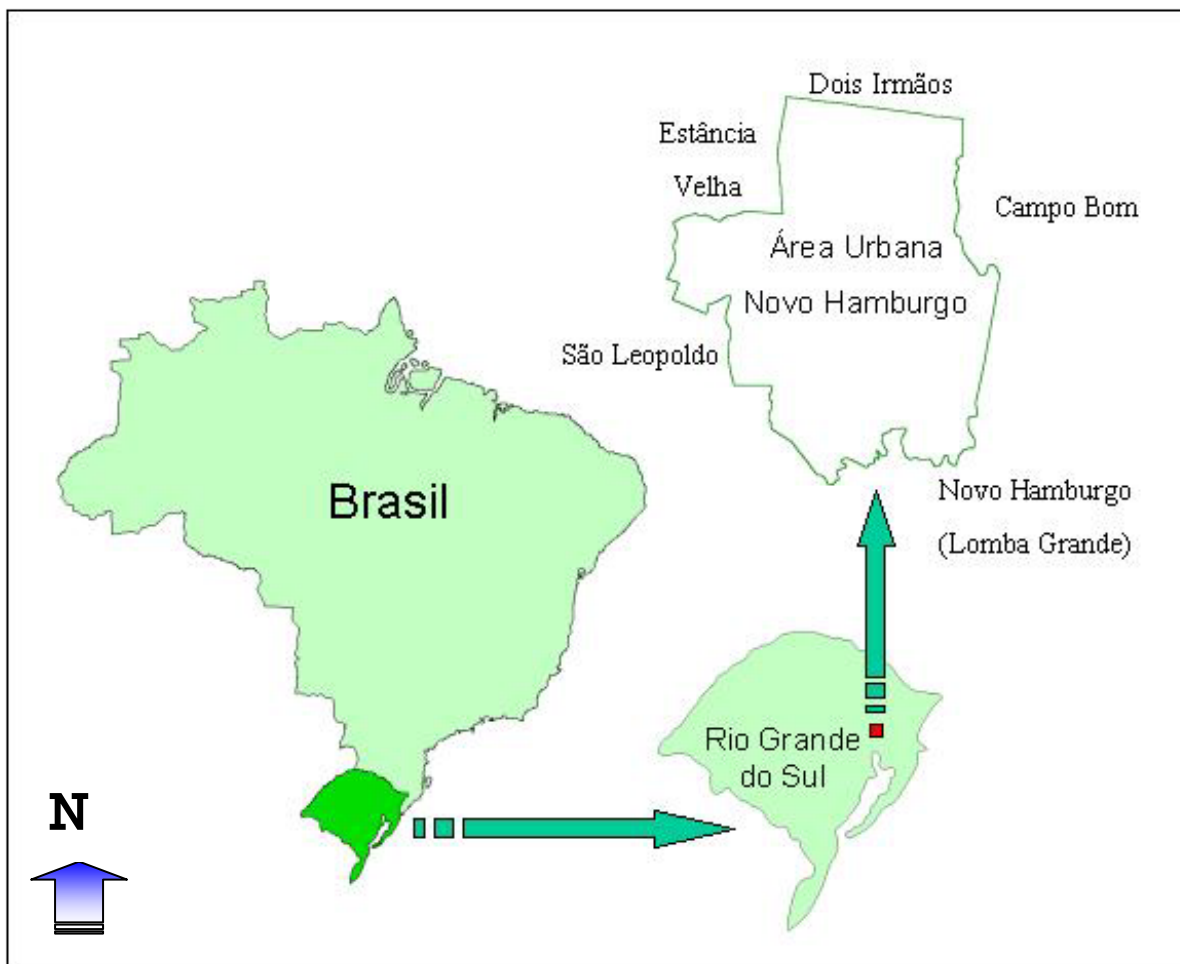 Dois Irmãos
Estância
Velha
Campo Bom
Área Urbana
Novo Hamburgo
São Leopoldo
Brasil
Novo Hamburgo
(Lomba Grande)
Rio Grande
do Sul
N